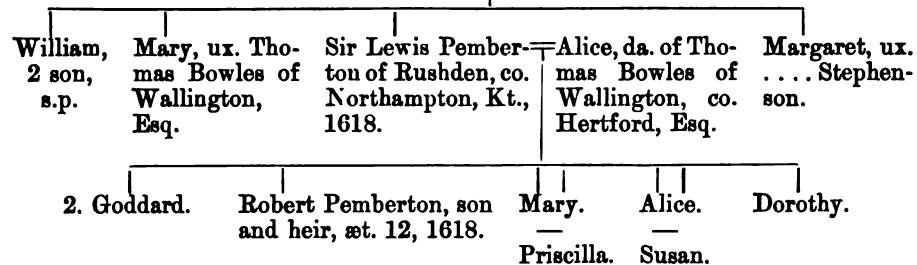 William,
2 son,
s.p.
Mary, ux. Tho-
mas Bowles of
Wallington,
Esq.
Sir Lewis Pember-
ton of Rushden, co.
Northampton, Kt.,
1618.
Alice, da. of Tho-
mas Bowles of
Wallington, co.
Hertford, Esq.
Margaret, ux.
. . . . Stephen-
son.
2. Goddard.
Robert Pemberton, son
and heir, æt. 12, 1618.
Mary.
—
Priscilla.
Alice.
—
Susan.
Dorothy.